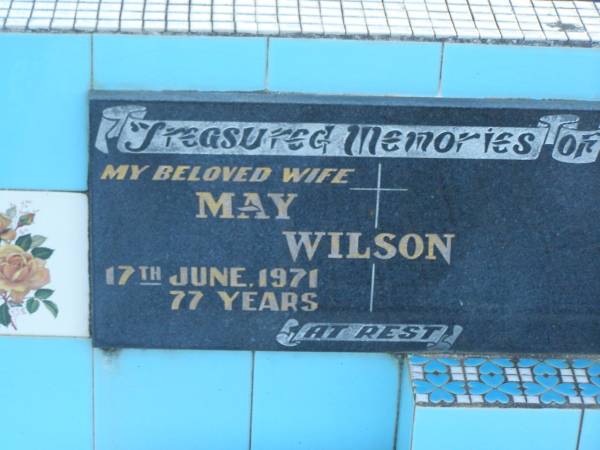 Treasured Memories Of
MY BELOVED WIFE
MAY
WILSON
17TH JUNE, 1971
77 YEARS
AT REST